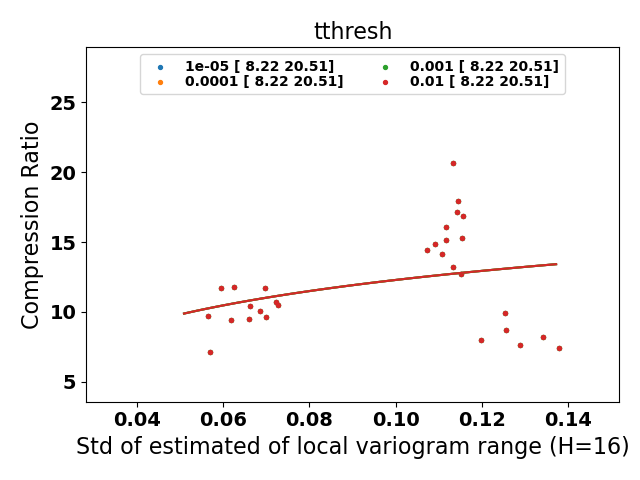 tthresh
1e-05 [ 8.22 20.51]
0.0001 [ 8.22 20.51]
0.001 [ 8.22 20.51]
0.01 [ 8.22 20.51]
Compression Ratio
25
20
15
10
5
0.04 0.06 0.08 0.10 0.12 0.14
Std of estimated of local variogram range (H=16)